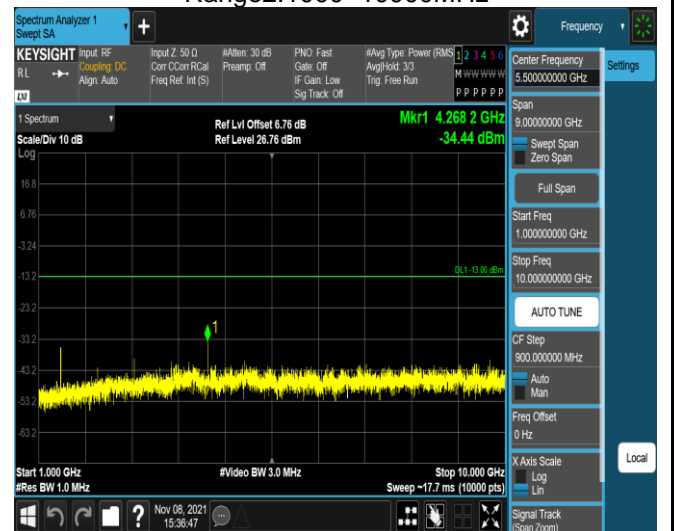 Range2:1000~10000MHz
Spectrum Analyzer 1
Swept SA
+
Frequency
KEYSIGHT
RL
LXI
Input: RF
Coupling: DC
Align: Auto
Input Z: 50 Ω
Corr CCorr RCal
Freq Ref: Int (S)
#Atten: 30 dB
Preamp: Off
PNO: Fast
Gate: Off
IF Gain: Low
Sig Track: Off
#Avg Type: Power (RMS
Avg|Hold: 3/3
Trig: Free Run
1 2 3 4 5 6
M W W W W W
P P P P P P
1 Spectrum
Scale/Div 10 dB
Log
Ref Lvl Offset 6.76 dB
Ref Level 26.76 dBm
Mkr1 4.268 2 GHz
-34.44 dBm
16.8
6.76
-3.24
-13.2
-23.2
-33.2
-43.2
-53.2
-63.2
DL1 -13.00 dBm
1
Start 1.000 GHz
#Res BW 1.0 MHz
#Video BW 3.0 MHz
Stop 10.000 GHz
Sweep ~17.7 ms (10000 pts)
Center Frequency
5.500000000 GHz
Span
9.00000000 GHz
Swept Span
Zero Span
Full Span
Start Freq
1.000000000 GHz
Stop Freq
10.000000000 GHz
AUTO TUNE
CF Step
900.000000 MHz
Auto
Man
Freq Offset
0 Hz
X Axis Scale
Log
Lin
Signal Track
(Span Zoom)
Settings
Local
?
Nov 08, 2021
15:36:47